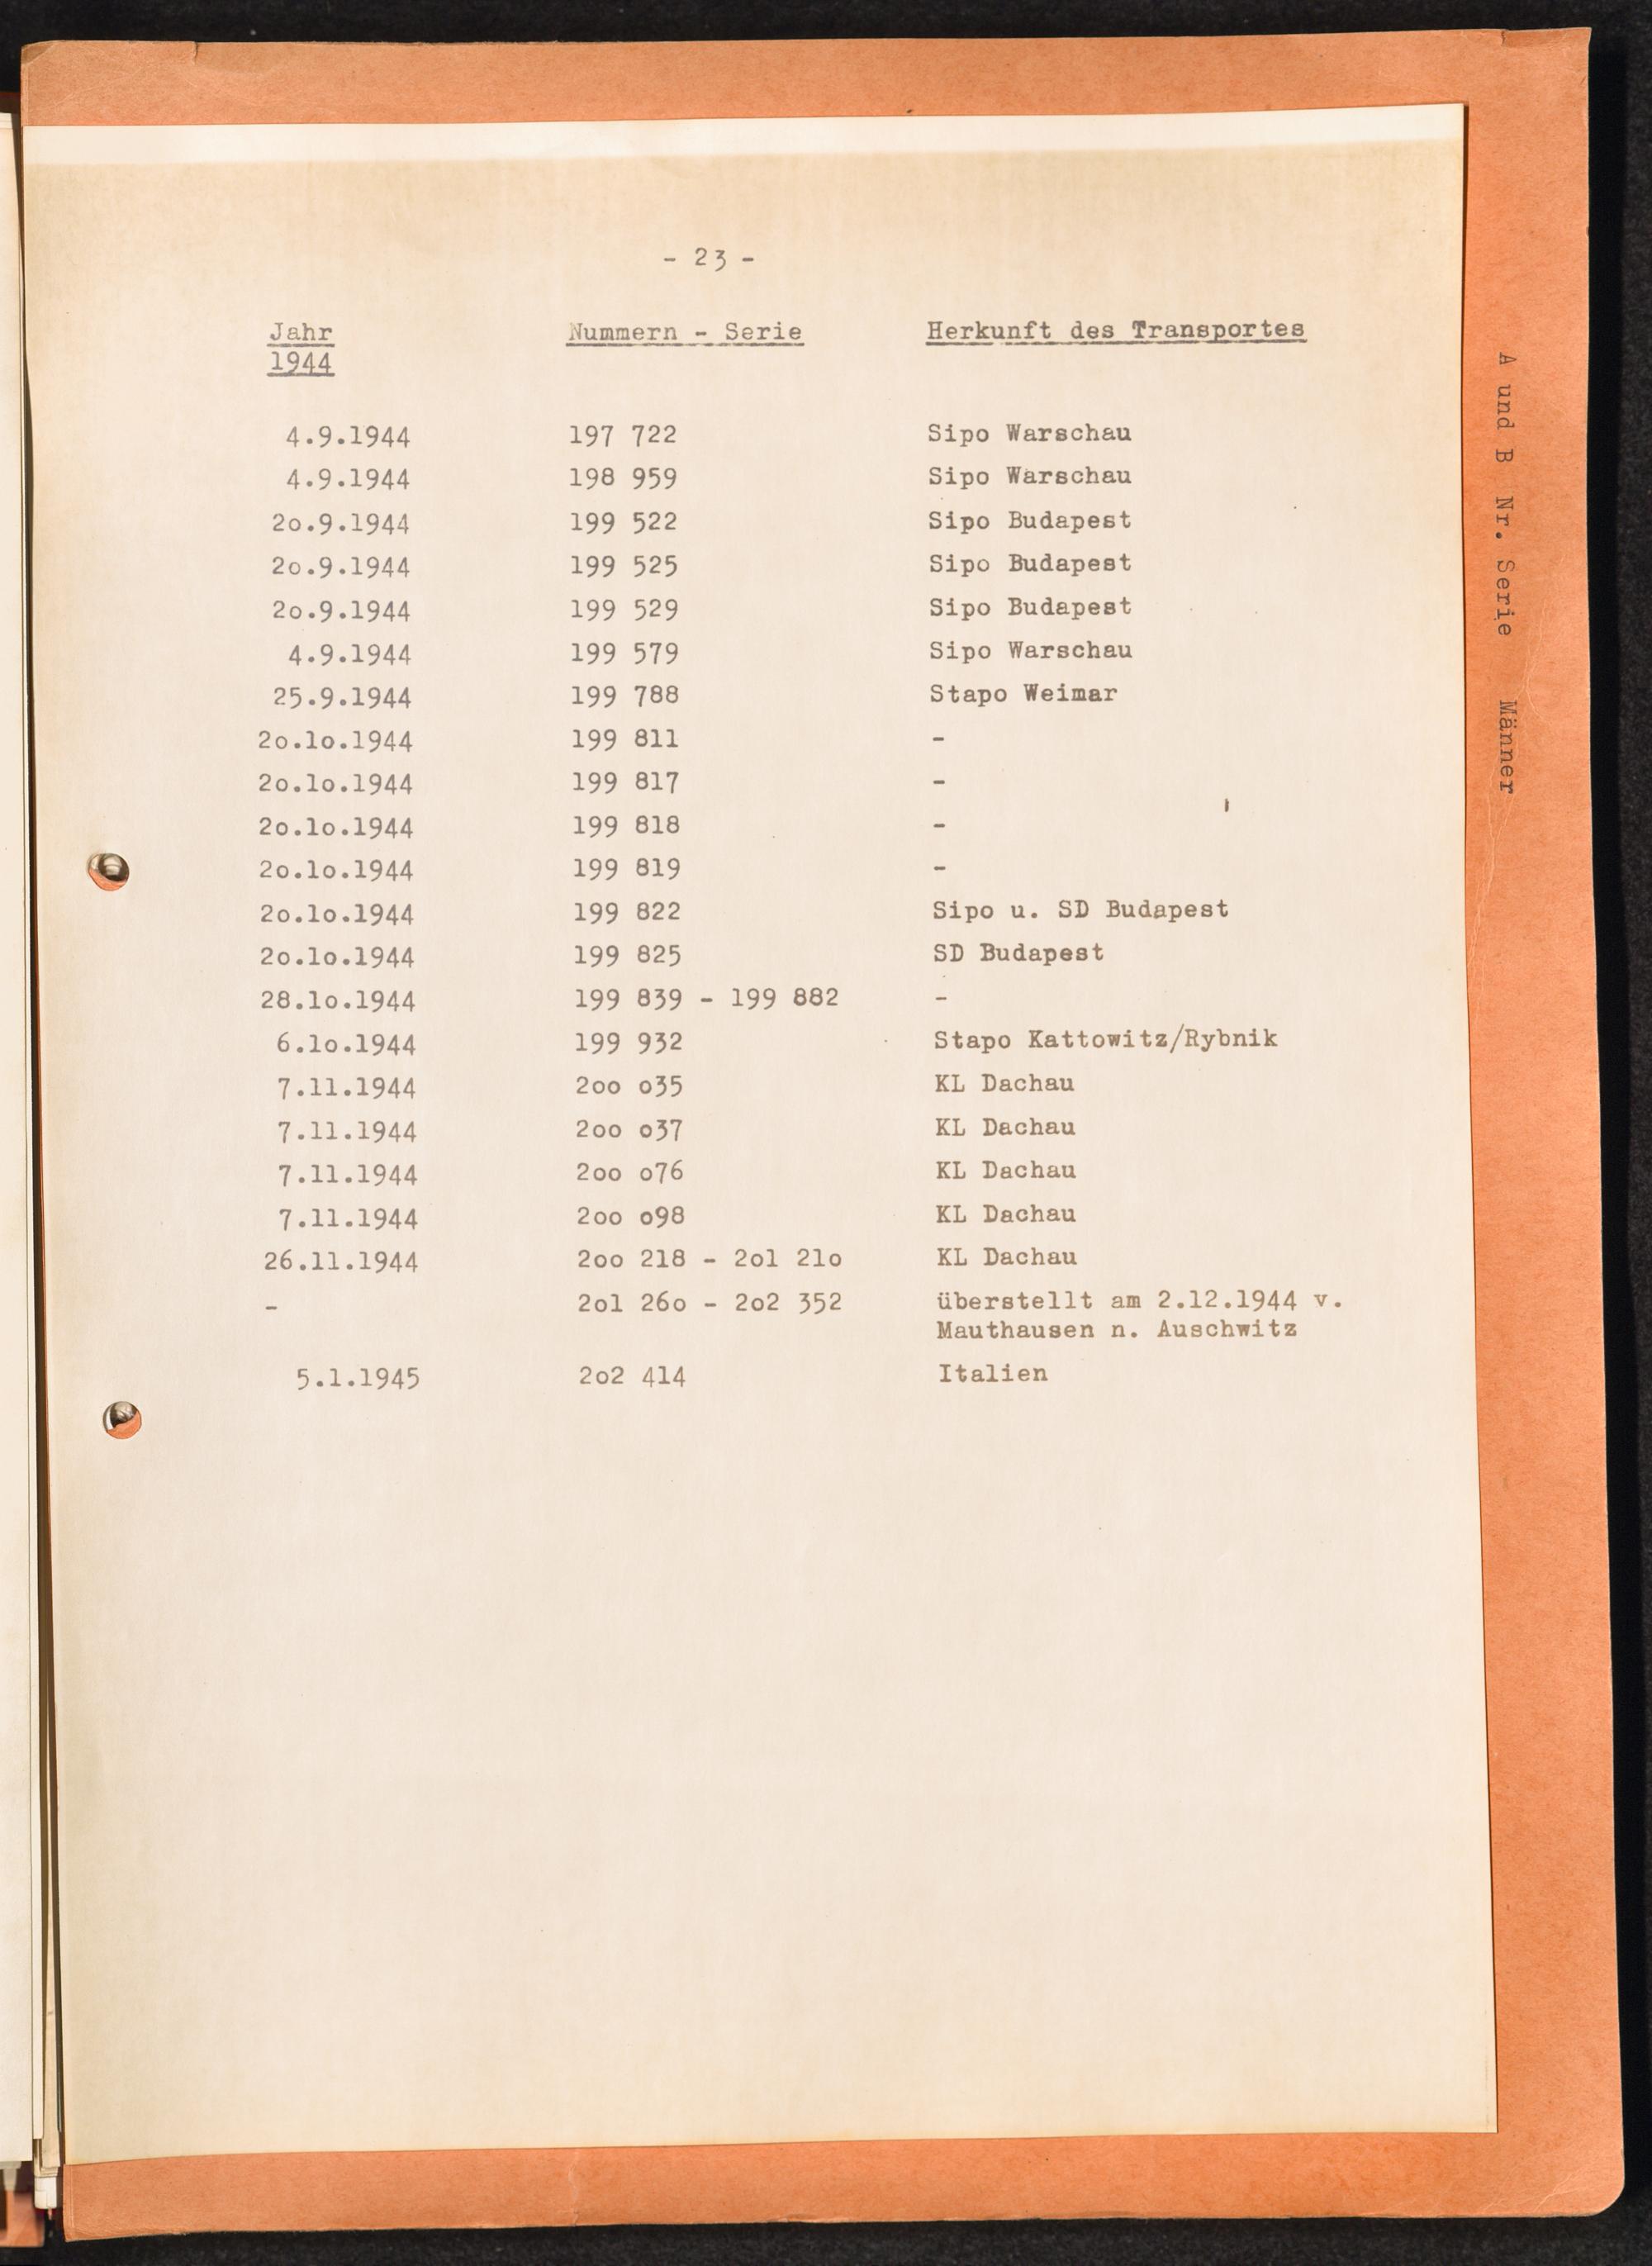 - 23 -
Jahr Nummern - Serie Herkunft des Transportes
1944
4.9.1944 197 722 Sipo Warschau
4.9.1944 198 959 Sipo Warschau
2o.9.1944 199 522 Sipo Budapest
2o.9.1944 199 525 Sipo Budapest
2o.9.1944 199 529 Sipo Budapest
4.9.1944 199 579 Sipo Warschau
25.9.1944 199 788 Stapo Weimar
2o.1o.1944 199 811 -
2o.1o.1944 199 817 -
2o.1o.1944 199 818 -
2o.1o.1944 199 819 -
2o.1o.1944 199 822 Sipo u. SD Budapest
2o.1o.1944 199 825 SD Budapest
28.1o.1944 199 839 - 199 882 -
6.1o.1944 199 932 Stapo Kattowitz/Rybnik
7.11.1944 2oo o35 KL Dachau
7.11.1944 2oo o37 KL Dachau
7.11.1944 2oo o76 KL Dachau
7.11.1944 2oo o98 KL Dachau
26.11.1944 2oo 218 - 2o1 21o KL Dachau
- 2o1 26o - 2o2 352 überstellt am 2.12.1944 v.
Mauthausen n. Auschwitz
5.1.1945 2o2 414 Italien
A und B Nr. Serie Männer